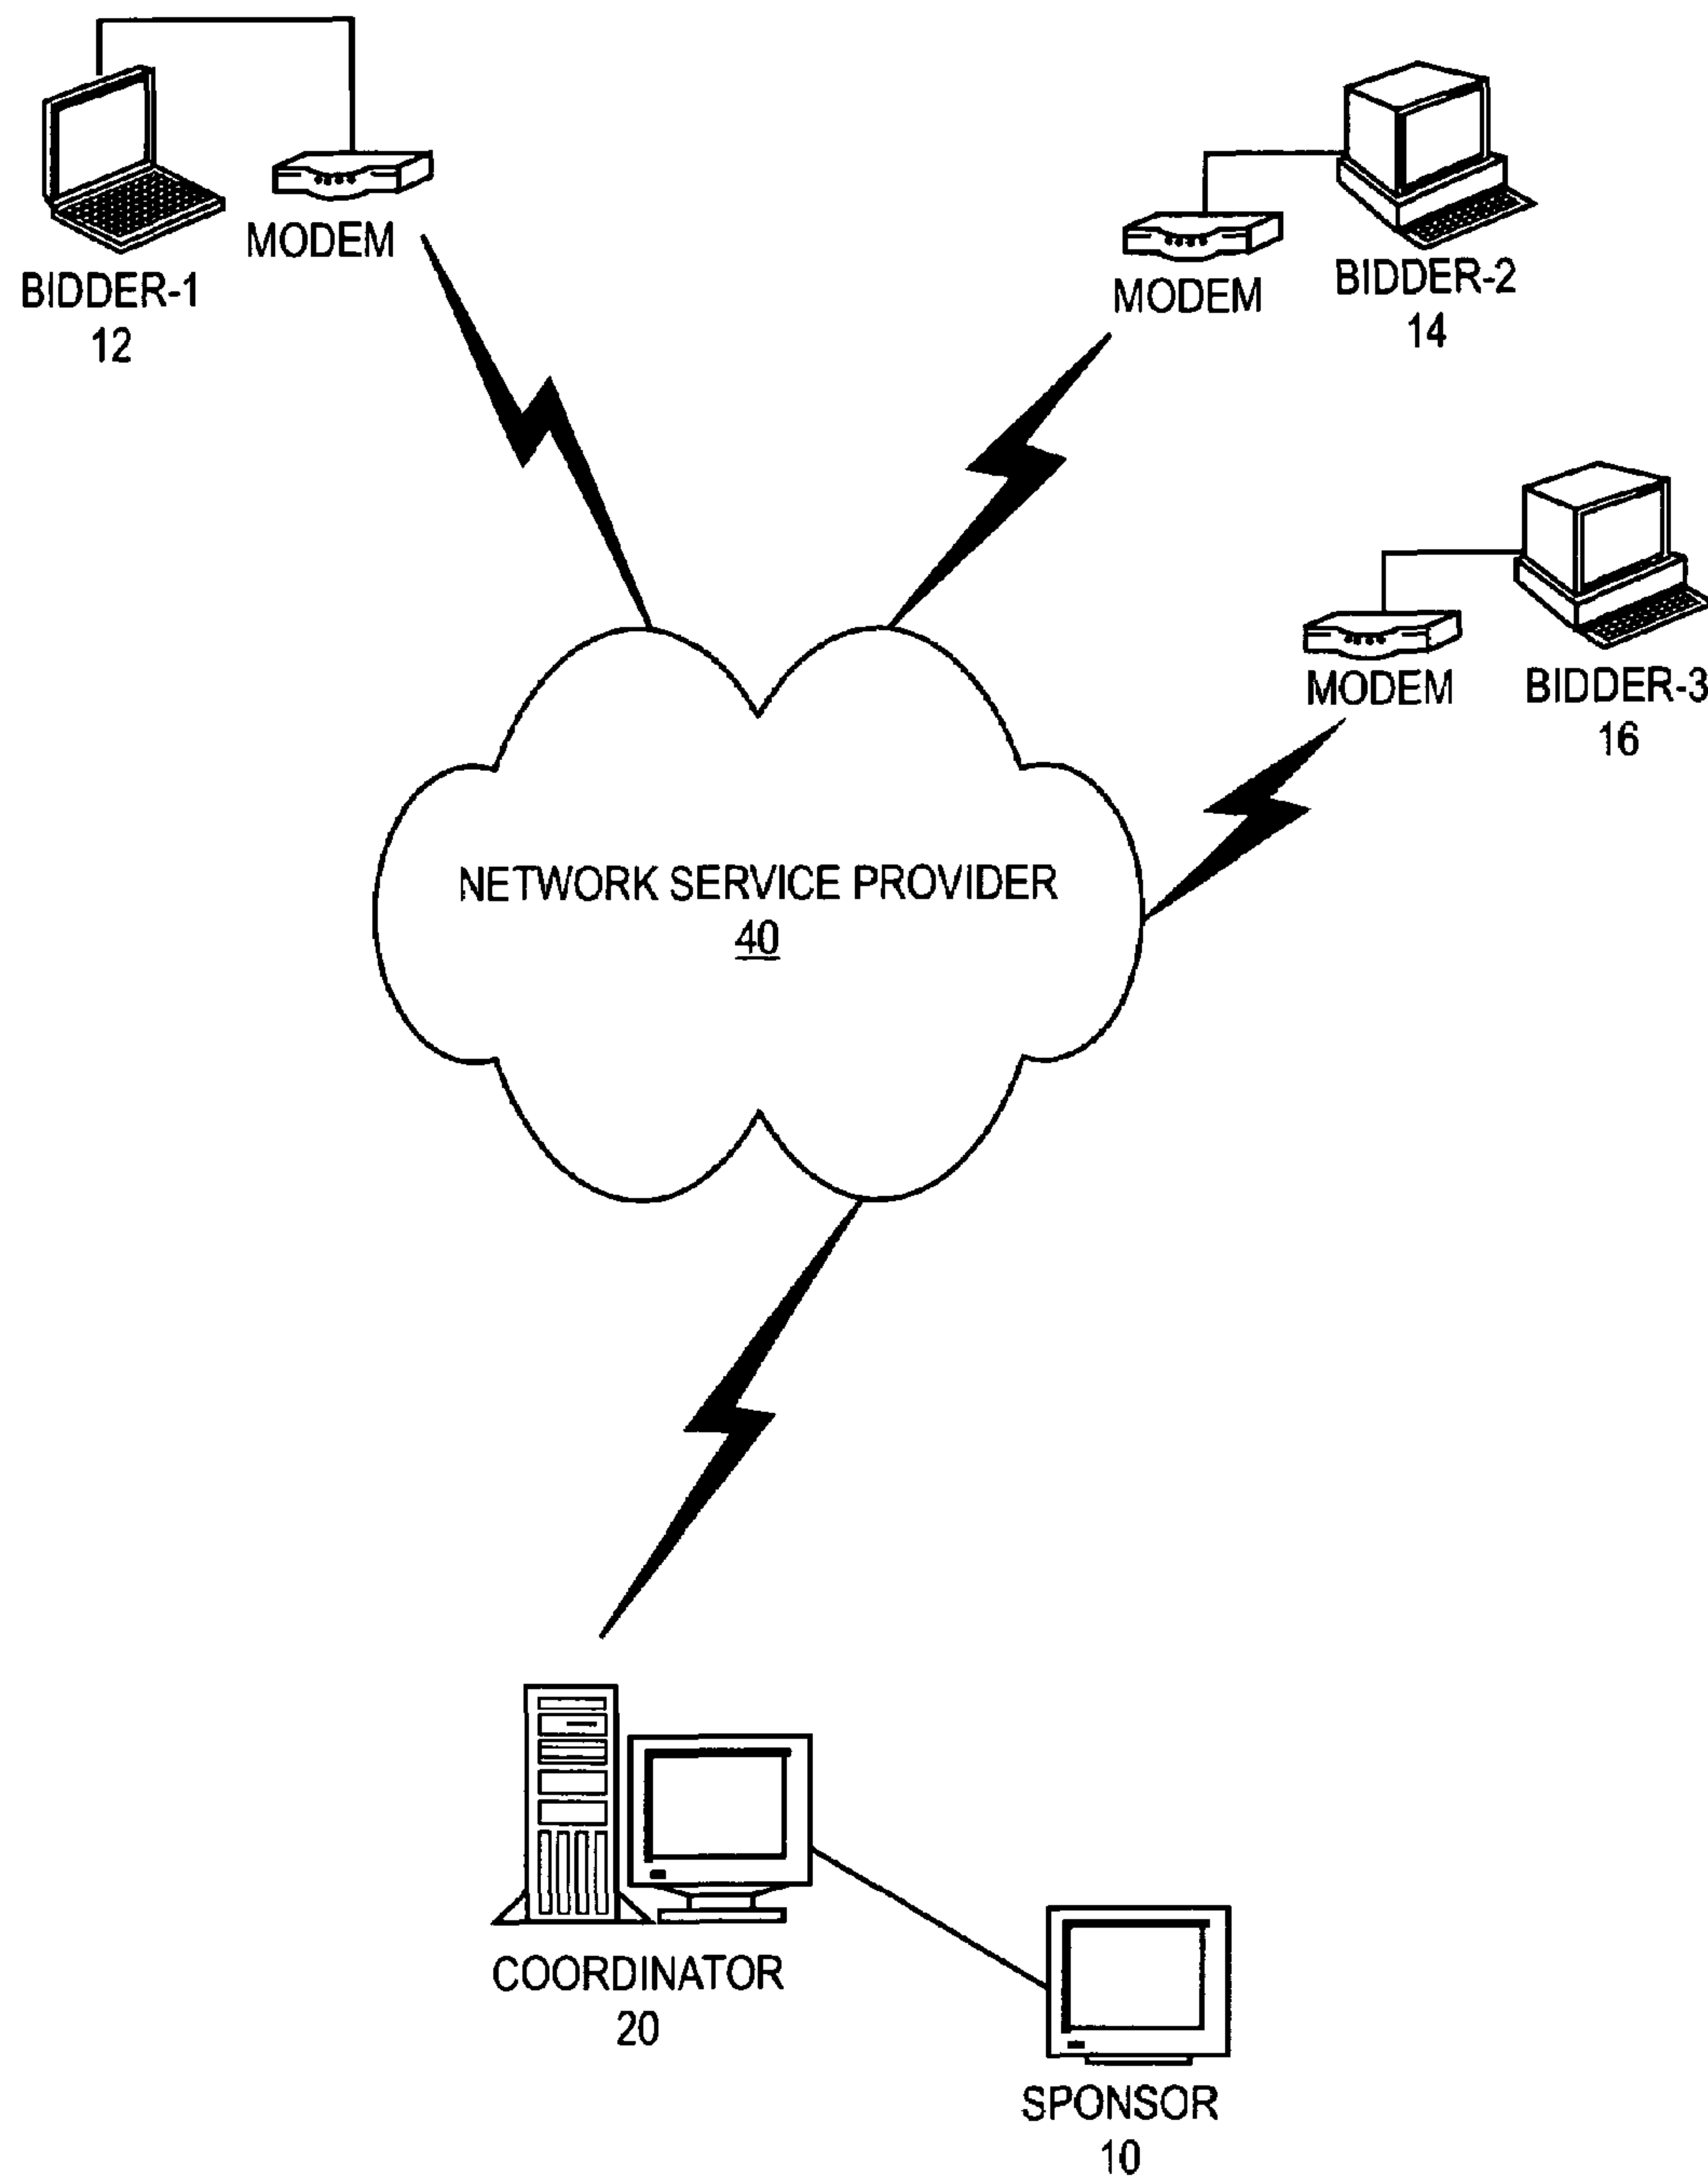 MODEM
BIDDER-1
12
MODEM
BIDDER-2
14
MODEM
BIDDER-3
16
NETWORK SERVICE PROVIDER
40
COORDINATOR
20
SPONSOR
10